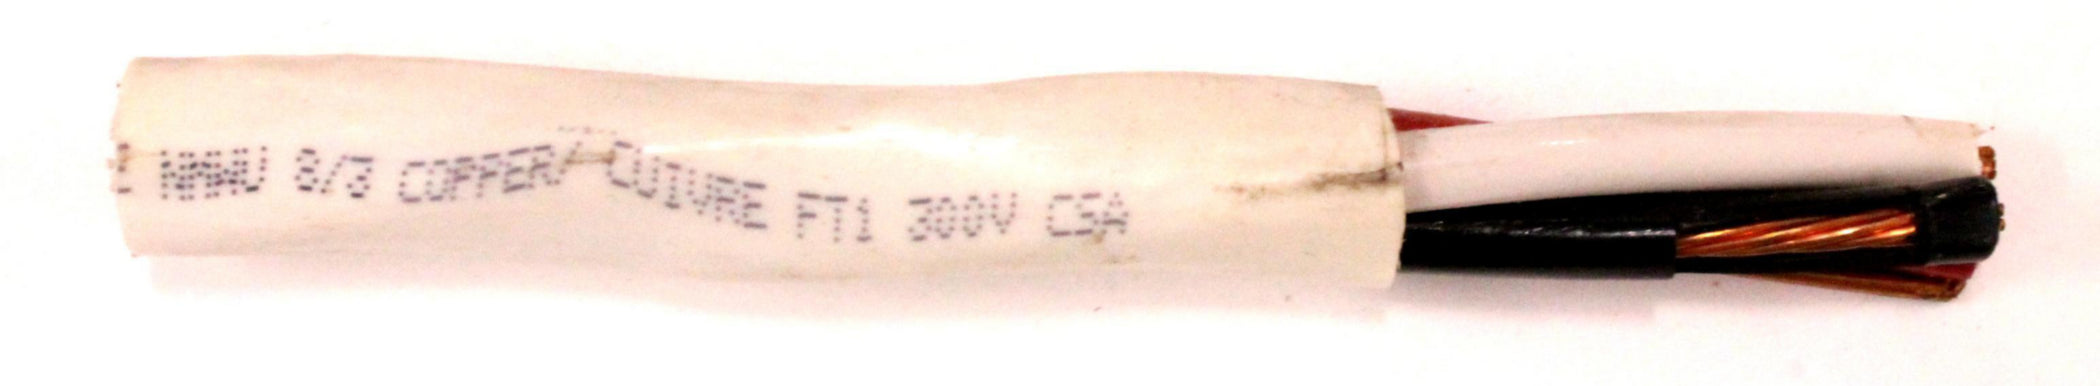 NMWU 8/3 COPPER/ CUIVRE FT1 300V CSA